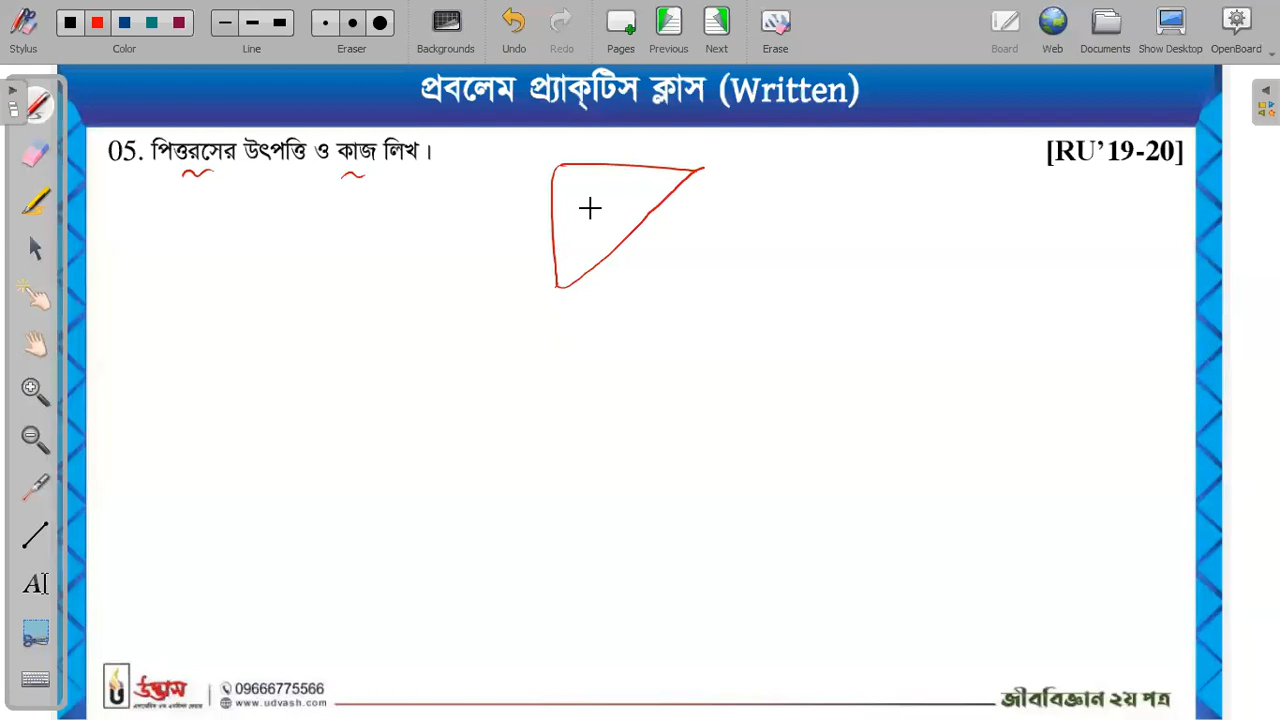 Stylus
Color
Line
Eraser
Backgrounds
Undo
Redo
Pages
Previous
Next
Erase
Board
Web
Documents
Show Desktop
OpenBoard
প্রবলেম প্র্যাক্টিস ক্লাস (Written)
05. পিত্তরসের উৎপত্তি ও কাজ লিখ। [RU’19-20]
উদ্ভাস
09666775566
www.udvash.com
জীববিজ্ঞান ২য় পত্র